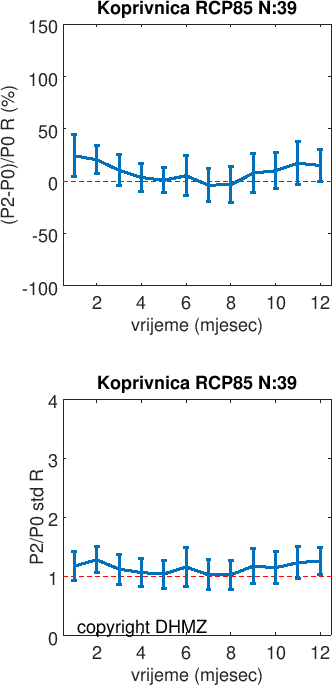 Koprivnica RCP85 N:39
150
100
50
0
-50
-100
(P2-P0)/P0 R (%)
2 4 6 8 10 12
vrijeme (mjesec)
Koprivnica RCP85 N:39
4
3
2
1
0
P2/P0 std R
copyright DHMZ
2 4 6 8 10 12
vrijeme (mjesec)